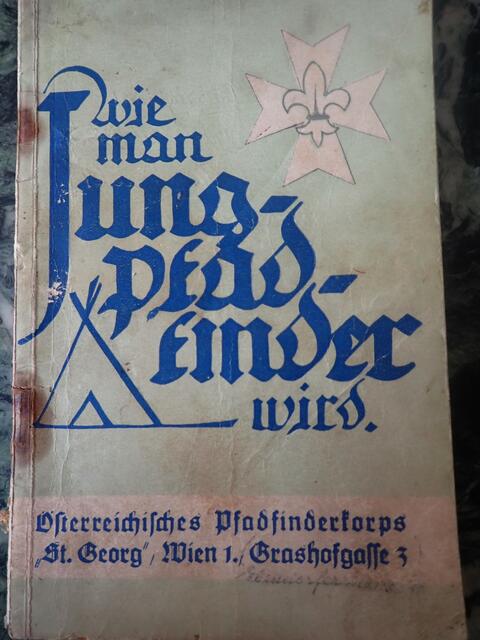 Wie
man
Jung-
pfad-
finder
wird.
Österreichisches Pfadfinderkorps
„St. Georg“, Wien 1., Grashofgasse 3